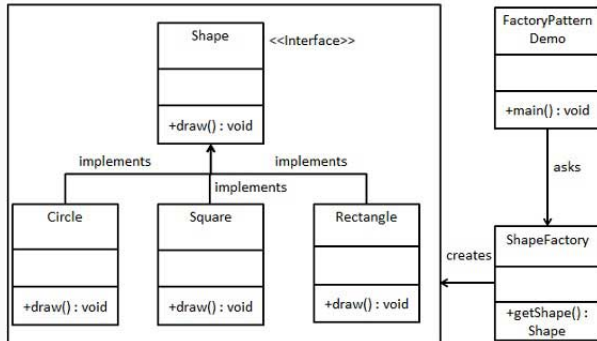 Shape
<<Interface>>
+draw() : void
implements
implements
implements
Circle
+draw() : void
Square
+draw() : void
Rectangle
+draw() : void
FactoryPattern
Demo
+main() : void
asks
ShapeFactory
creates
+getShape() :
Shape